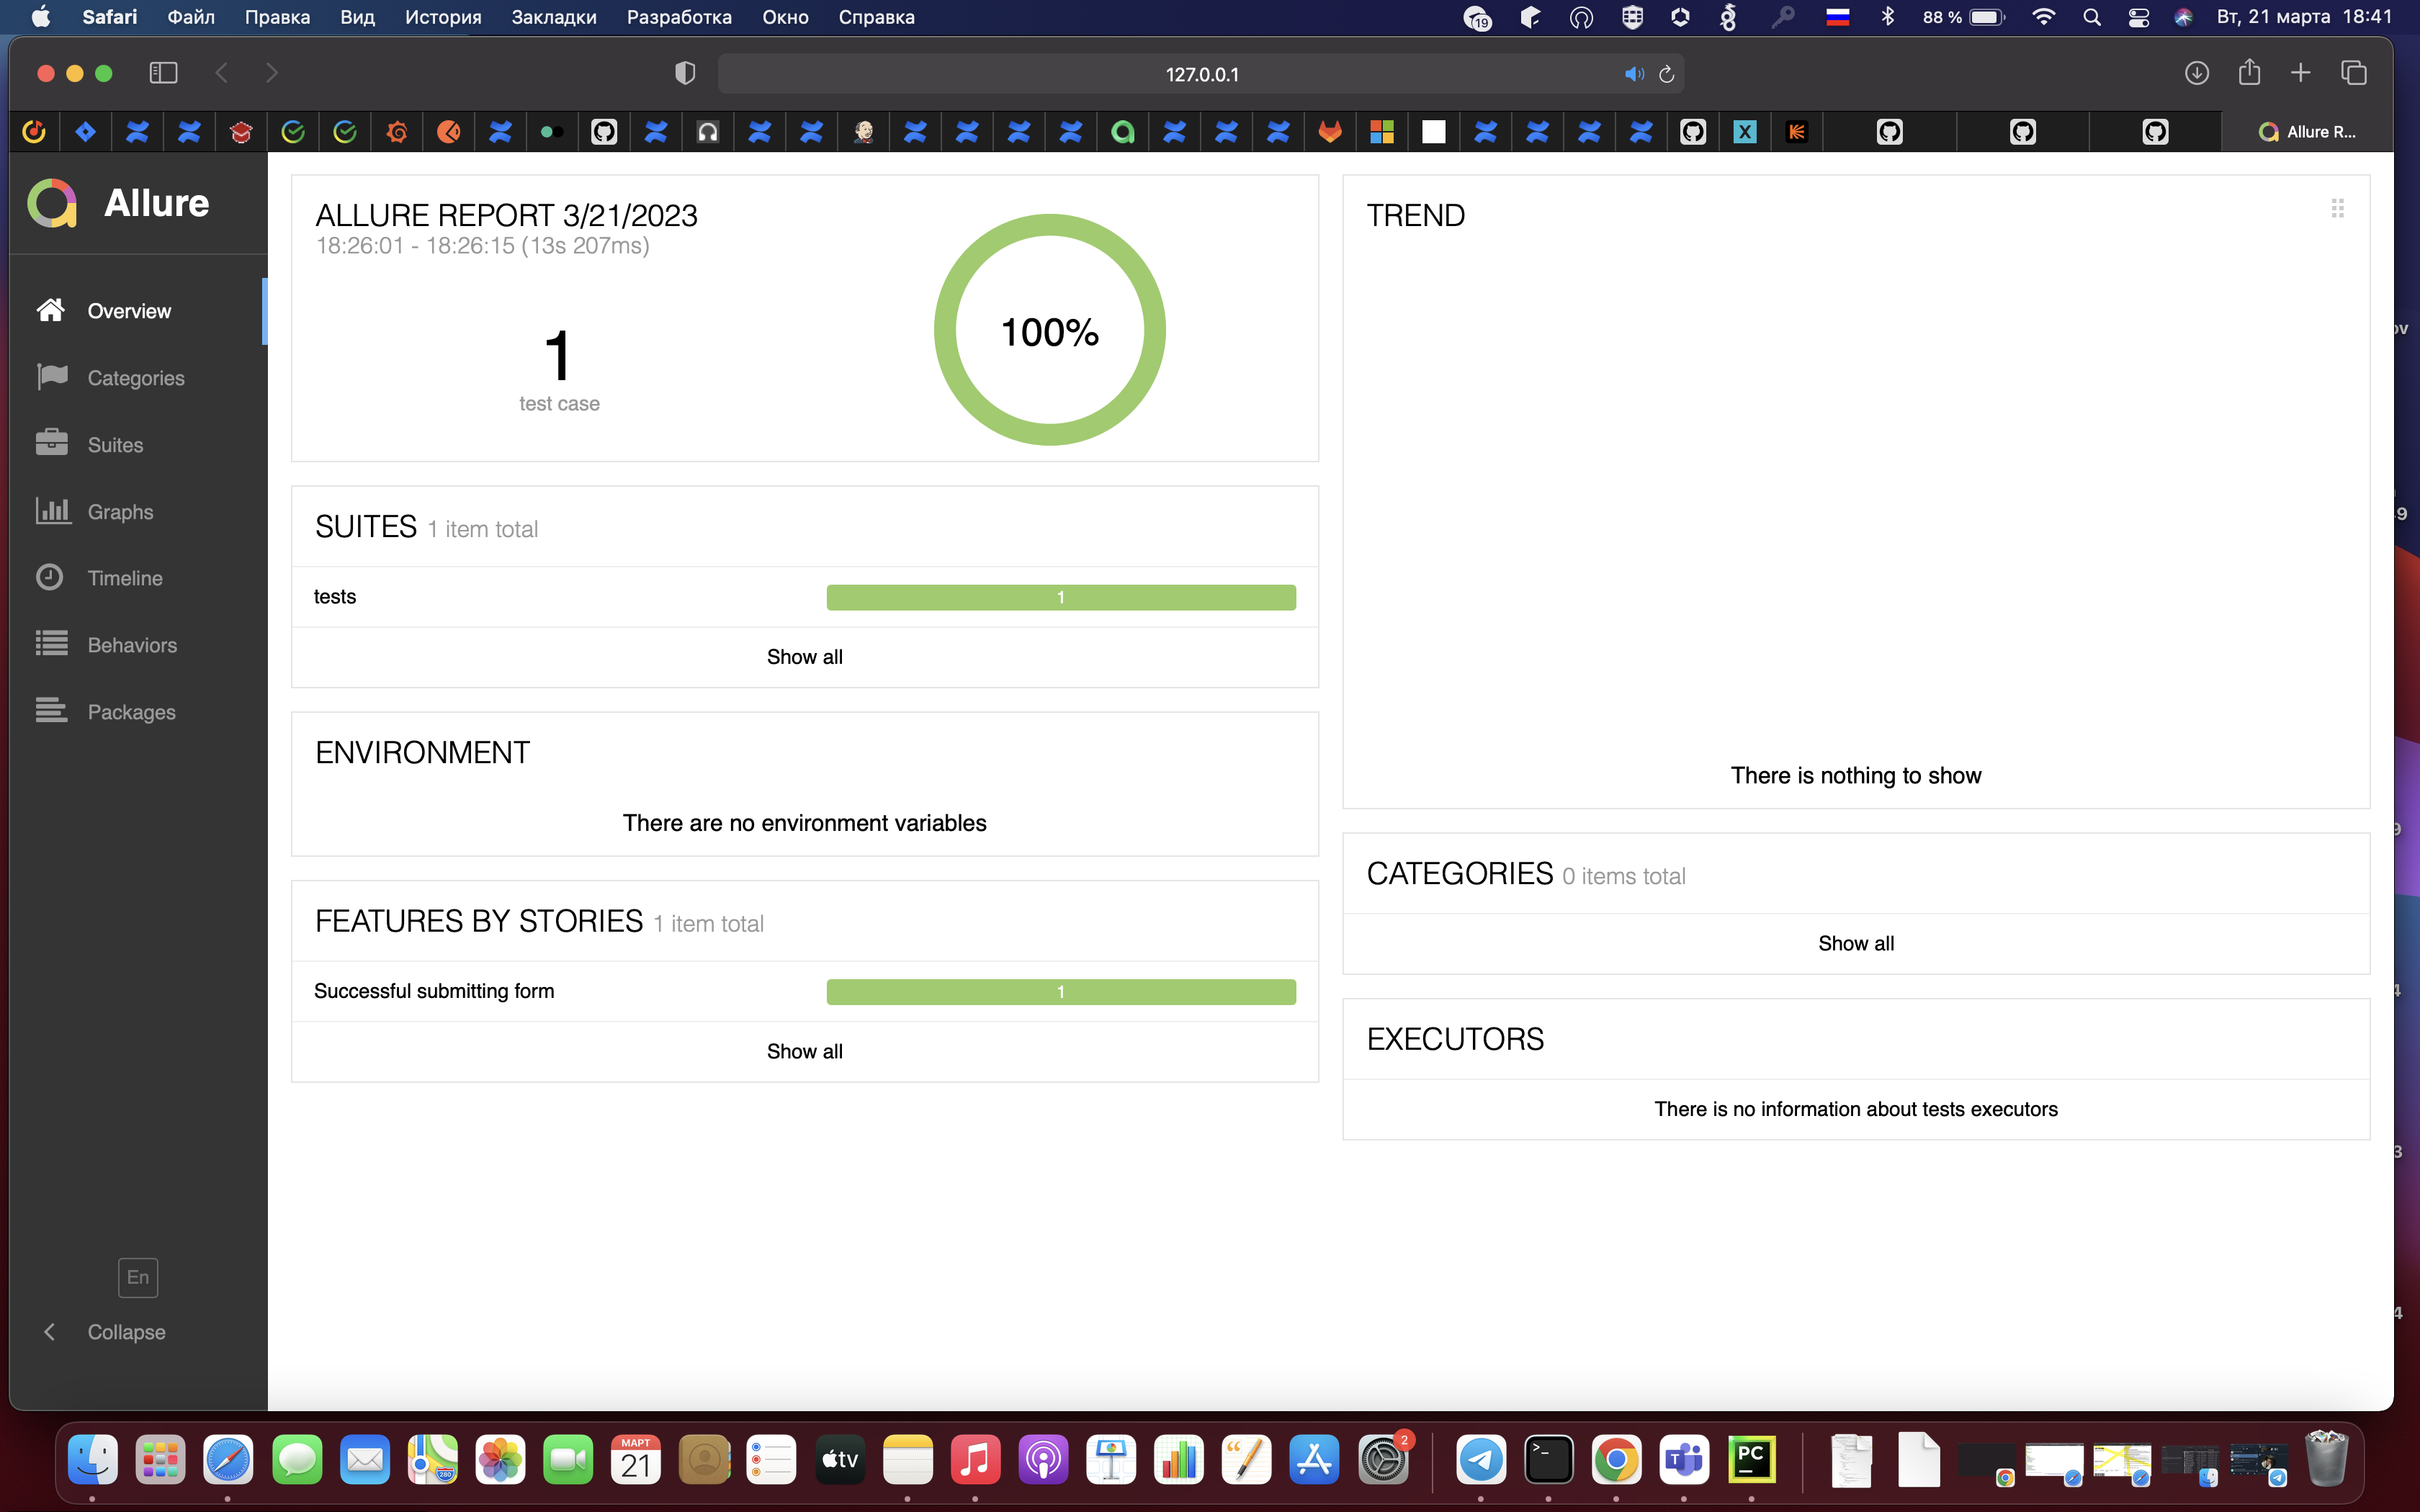 Safari Файл Правка Вид История Закладки Разработка Окно Справка
19
88 % Вт, 21 марта 18:41
127.0.0.1
Allure R...
Allure
Overview
Categories
Suites
Graphs
Timeline
Behaviors
Packages
En
Collapse
ALLURE REPORT 3/21/2023
18:26:01 - 18:26:15 (13s 207ms)
1
test case
100%
SUITES 1 item total
tests 1
Show all
ENVIRONMENT
There are no environment variables
FEATURES BY STORIES 1 item total
Successful submitting form 1
Show all
TREND
There is nothing to show
CATEGORIES 0 items total
Show all
EXECUTORS
There is no information about tests executors
МАРТ
21
280
tv
2
PC